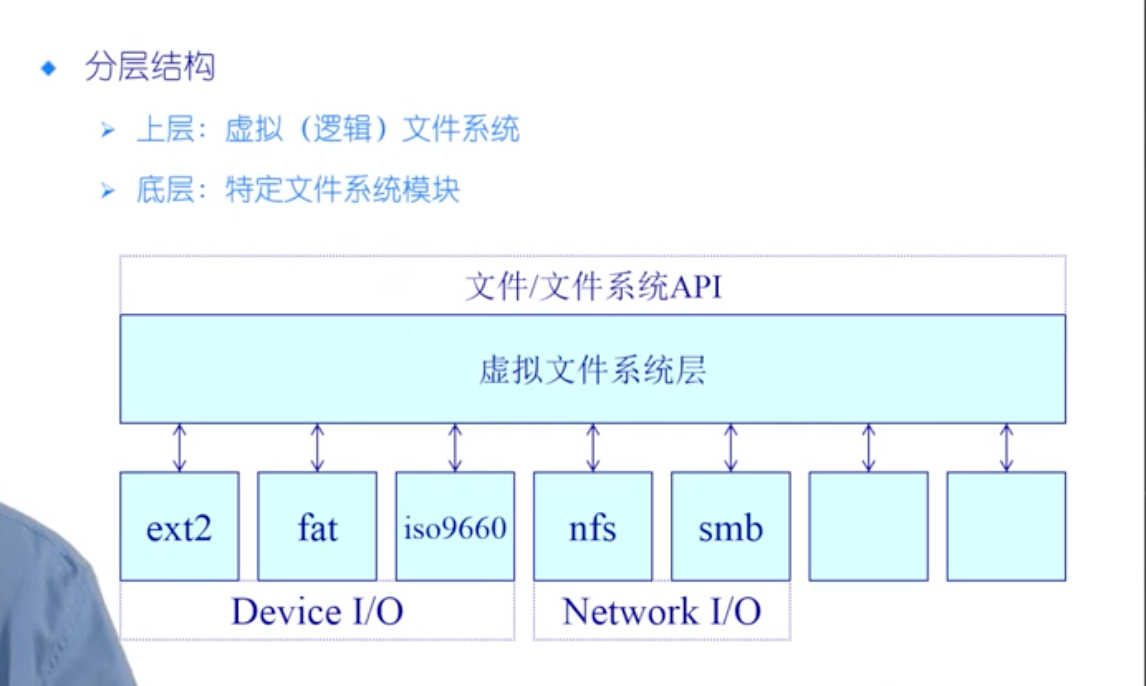 分层结构
上层：虚拟（逻辑）文件系统
底层：特定文件系统模块
文件/文件系统API
虚拟文件系统层
ext2 fat iso9660 nfs smb
Device I/O Network I/O